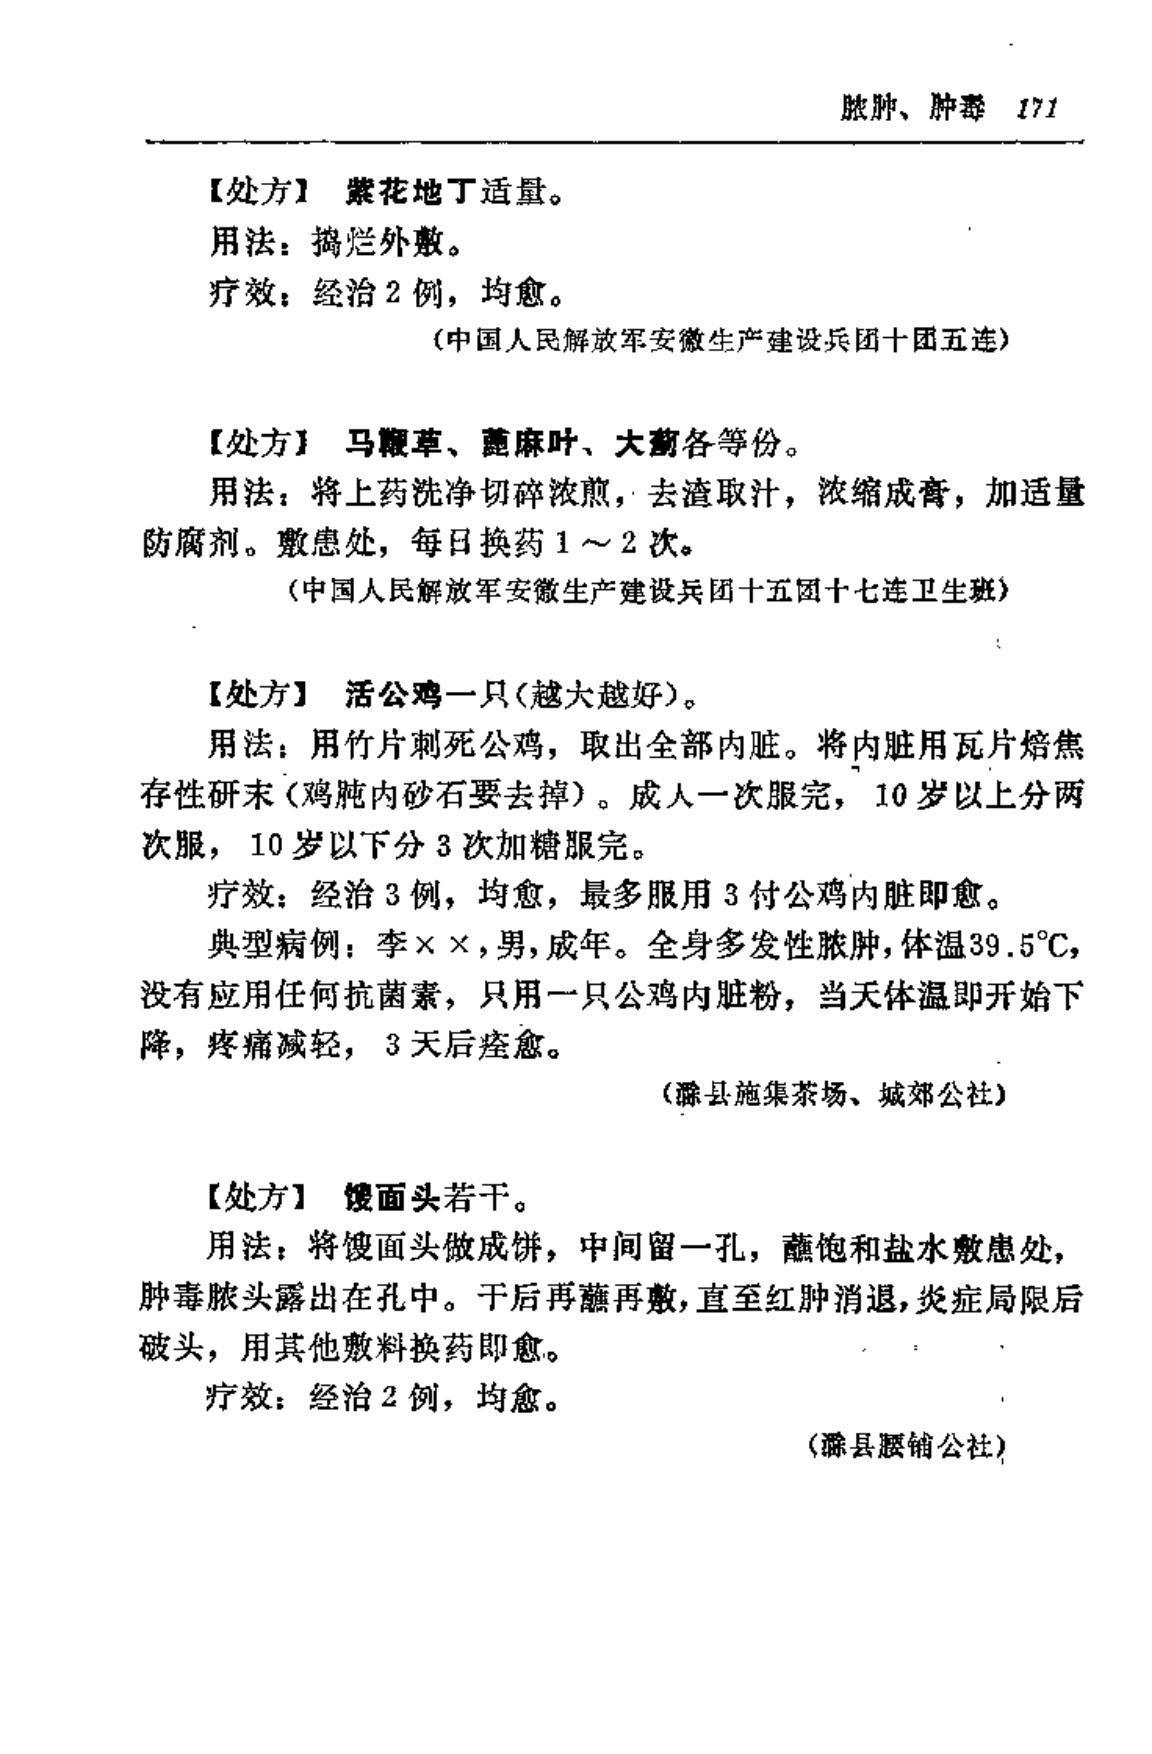 脓肿、肿毒 171
【处方】 紫花地丁适量。
用法：捣烂外敷。
疗效：经治2例，均愈。
（中国人民解放军安徽生产建设兵团十团五连）
【处方】 马鞭草、蓖麻叶、大蓟各等份。
用法：将上药洗净切碎浓煎，去渣取汁，浓缩成膏，加适量
防腐剂。敷患处，每日换药1～2次。
（中国人民解放军安徽生产建设兵团十五团十七连卫生班）
【处方】 活公鸡一只（越大越好）。
用法：用竹片刺死公鸡，取出全部内脏。将内脏用瓦片焙焦
存性研末（鸡肫内砂石要去掉）。成人一次服完，10岁以上分两
次服，10岁以下分3次加糖服完。
疗效：经治3例，均愈，最多服用3付公鸡内脏即愈。
典型病例：李××，男，成年。全身多发性脓肿，体温39.5℃，
没有应用任何抗菌素，只用一只公鸡内脏粉，当天体温即开始下
降，疼痛减轻，3天后痊愈。
（滁县施集茶场、城郊公社）
【处方】 馊面头若干。
用法：将馊面头做成饼，中间留一孔，蘸饱和盐水敷患处，
肿毒脓头露出在孔中。干后再蘸再敷，直至红肿消退，炎症局限后
破头，用其他敷料换药即愈。
疗效：经治2例，均愈。
（滁县腰铺公社）